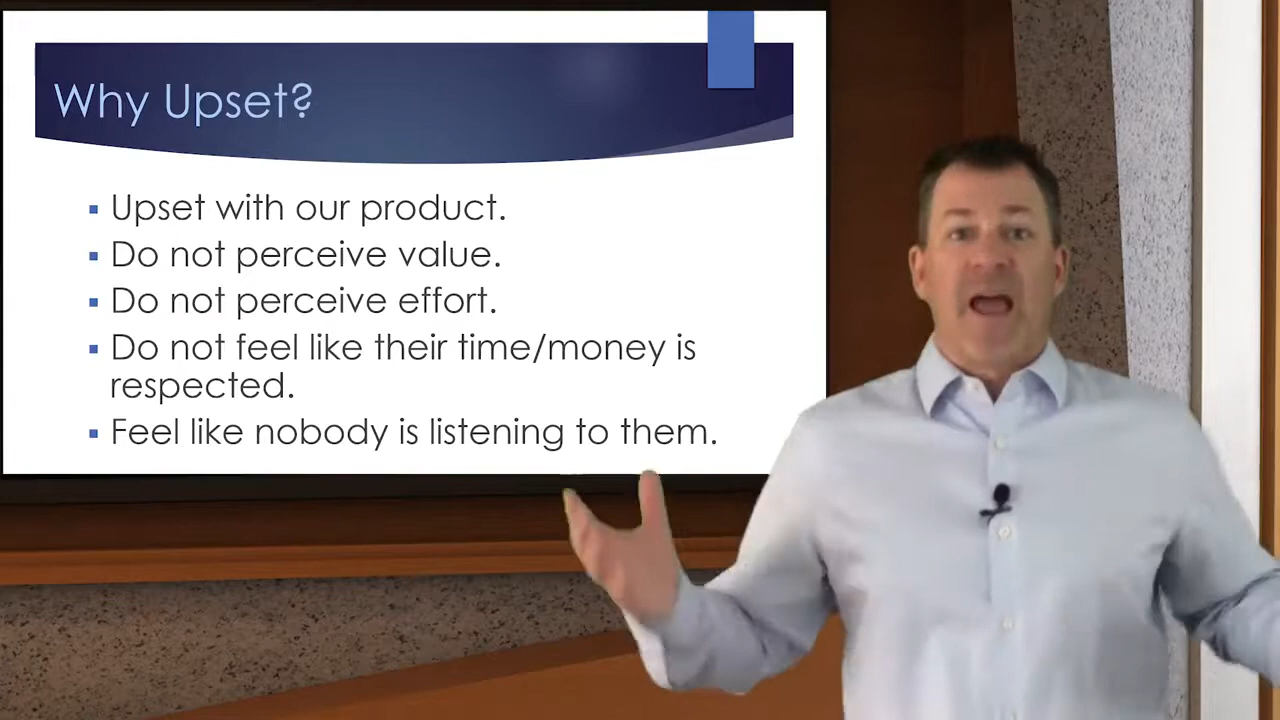 Why Upset?
Upset with our product.
Do not perceive value.
Do not perceive effort.
Do not feel like their time/money is
respected.
Feel like nobody is listening to them.